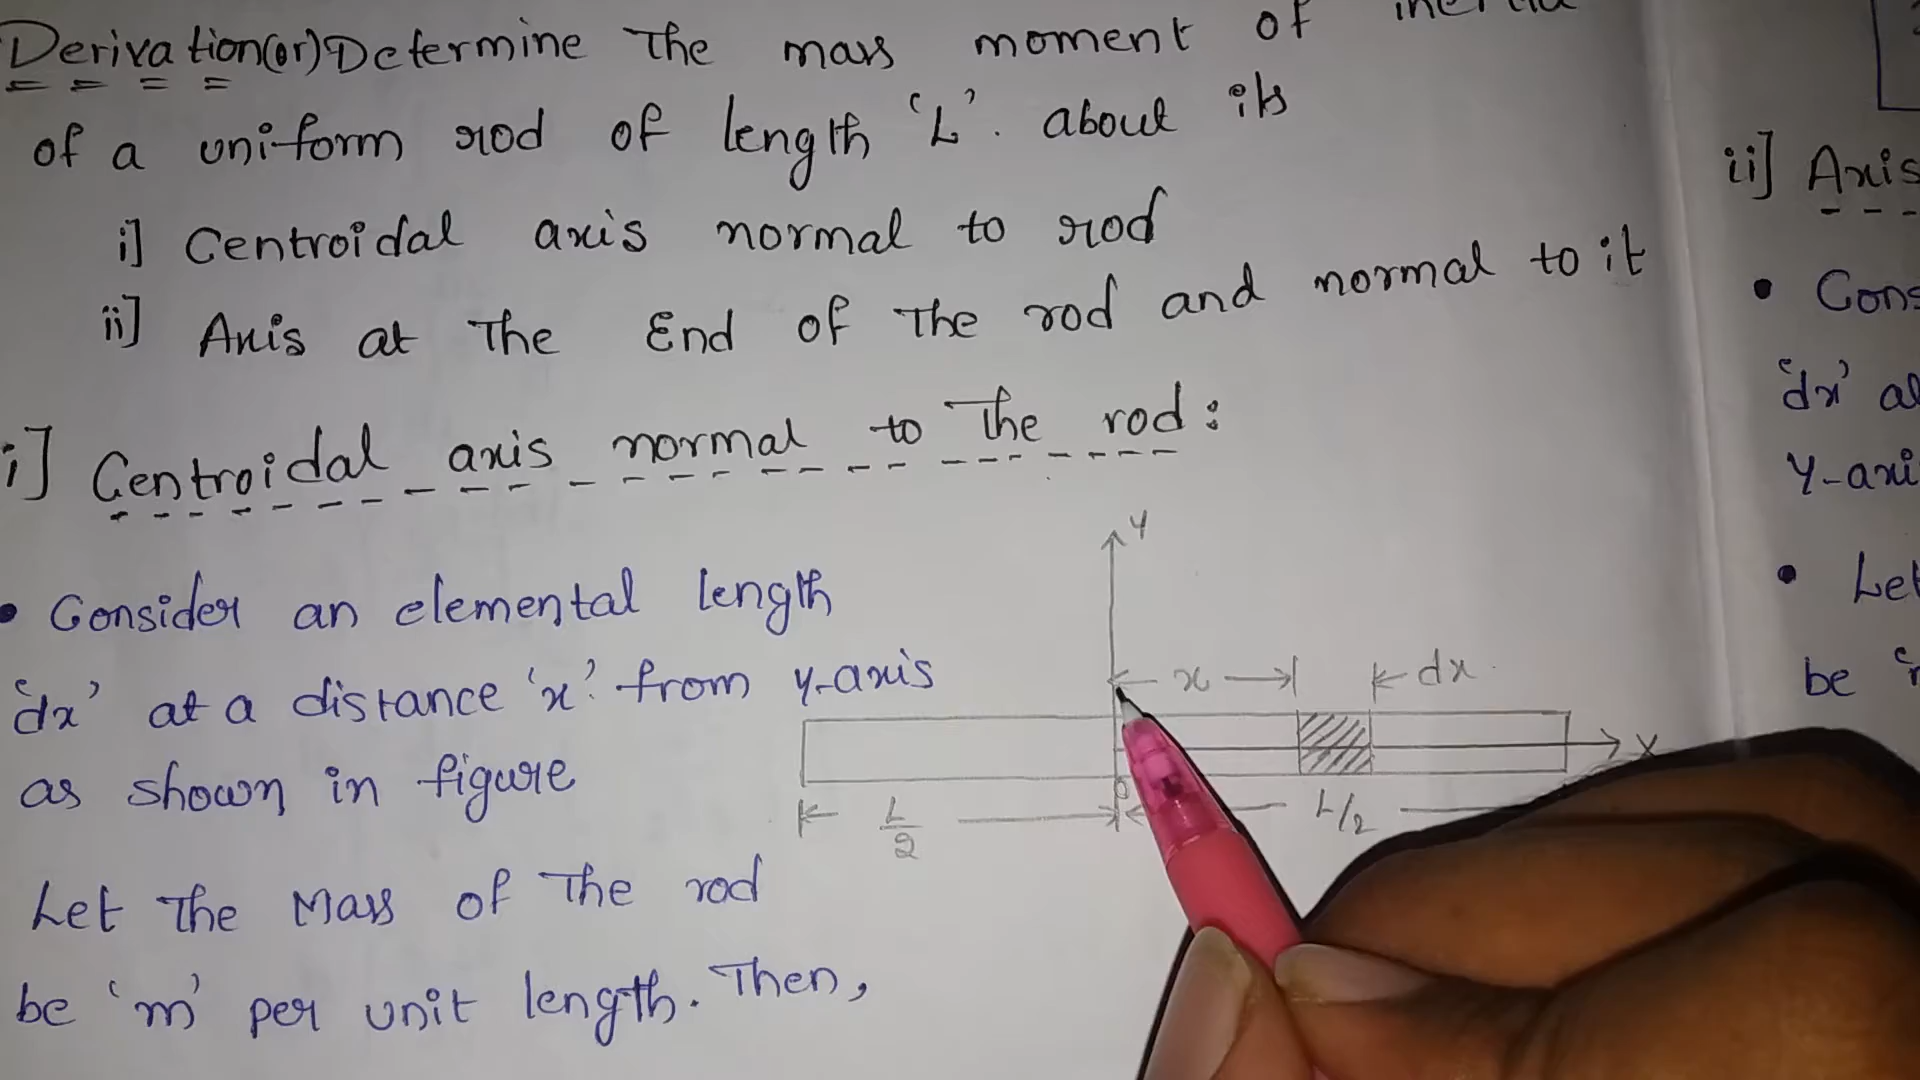 Derivation(or)Determine The mass moment of inertia
of a uniform rod of length 'L'. about its
i] Centroidal axis normal to rod
ii] Axis at The End of The rod and normal to it
i] Centroidal axis normal to The rod:
• Consider an elemental length
'dx' at a distance 'x' from y-axis
as shown in figure
Let The Mass of The rod
be 'm' per unit length. Then,
Y
x
dx
X
L/2
L/2
ii] Axis
• Cons
'dx' al
Y-axi
• Let
be